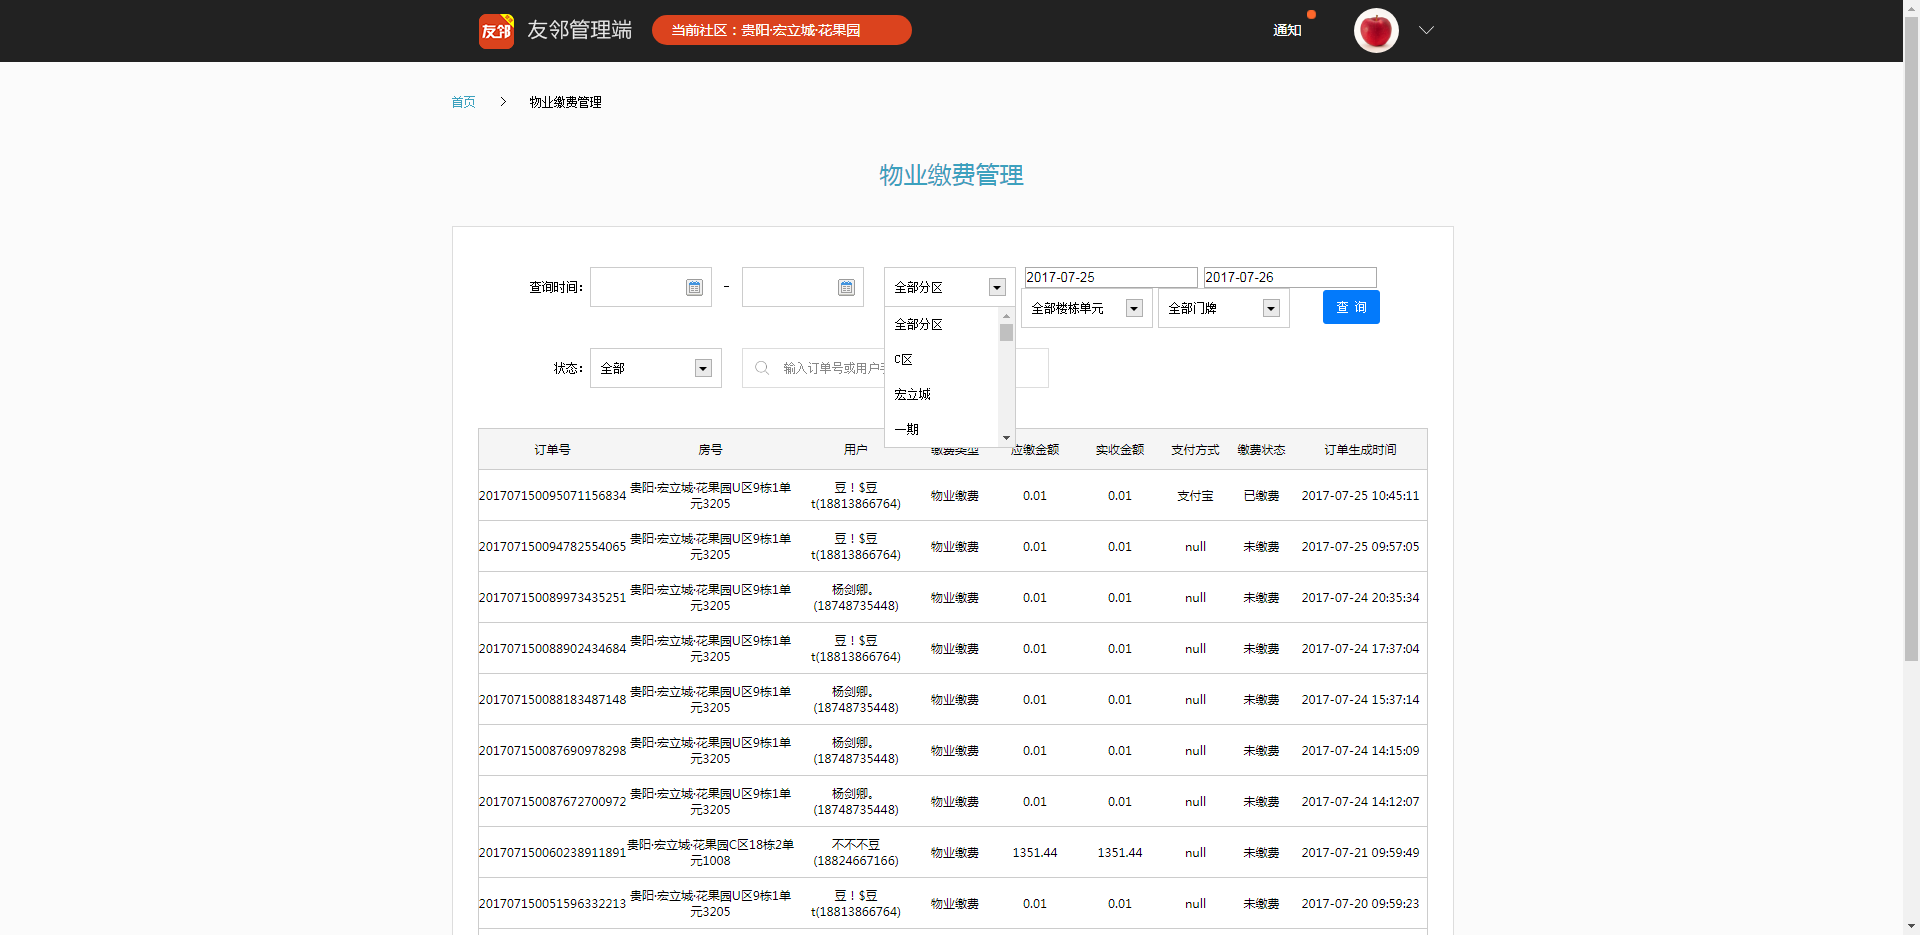 友邻 友邻管理端 当前社区：贵阳·宏立城·花果园 通知
首页 > 物业缴费管理
物业缴费管理
查询时间： - 全部分区 2017-07-25 2017-07-26
全部楼栋单元 全部门牌 查 询
全部分区
C区
宏立城
一期
状态： 全部 输入订单号或用户
订单号 房号 用户 缴费类型 应缴金额 实收金额 支付方式 缴费状态 订单生成时间
201707150095071156834 贵阳·宏立城·花果园U区9栋1单元3205 豆！$豆t(18813866764) 物业缴费 0.01 0.01 支付宝 已缴费 2017-07-25 10:45:11
201707150094782554065 贵阳·宏立城·花果园U区9栋1单元3205 豆！$豆t(18813866764) 物业缴费 0.01 0.01 null 未缴费 2017-07-25 09:57:05
201707150089973435251 贵阳·宏立城·花果园U区9栋1单元3205 杨剑卿。(18748735448) 物业缴费 0.01 0.01 null 未缴费 2017-07-24 20:35:34
201707150088902434684 贵阳·宏立城·花果园U区9栋1单元3205 豆！$豆t(18813866764) 物业缴费 0.01 0.01 null 未缴费 2017-07-24 17:37:04
201707150088183487148 贵阳·宏立城·花果园U区9栋1单元3205 杨剑卿。(18748735448) 物业缴费 0.01 0.01 null 未缴费 2017-07-24 15:37:14
201707150087690978298 贵阳·宏立城·花果园U区9栋1单元3205 杨剑卿。(18748735448) 物业缴费 0.01 0.01 null 未缴费 2017-07-24 14:15:09
201707150087672700972 贵阳·宏立城·花果园U区9栋1单元3205 杨剑卿。(18748735448) 物业缴费 0.01 0.01 null 未缴费 2017-07-24 14:12:07
201707150060238911891 贵阳·宏立城·花果园C区18栋2单元1008 不不不豆(18824667166) 物业缴费 1351.44 1351.44 null 未缴费 2017-07-21 09:59:49
201707150051596332213 贵阳·宏立城·花果园U区9栋1单元3205 豆！$豆t(18813866764) 物业缴费 0.01 0.01 null 未缴费 2017-07-20 09:59:23